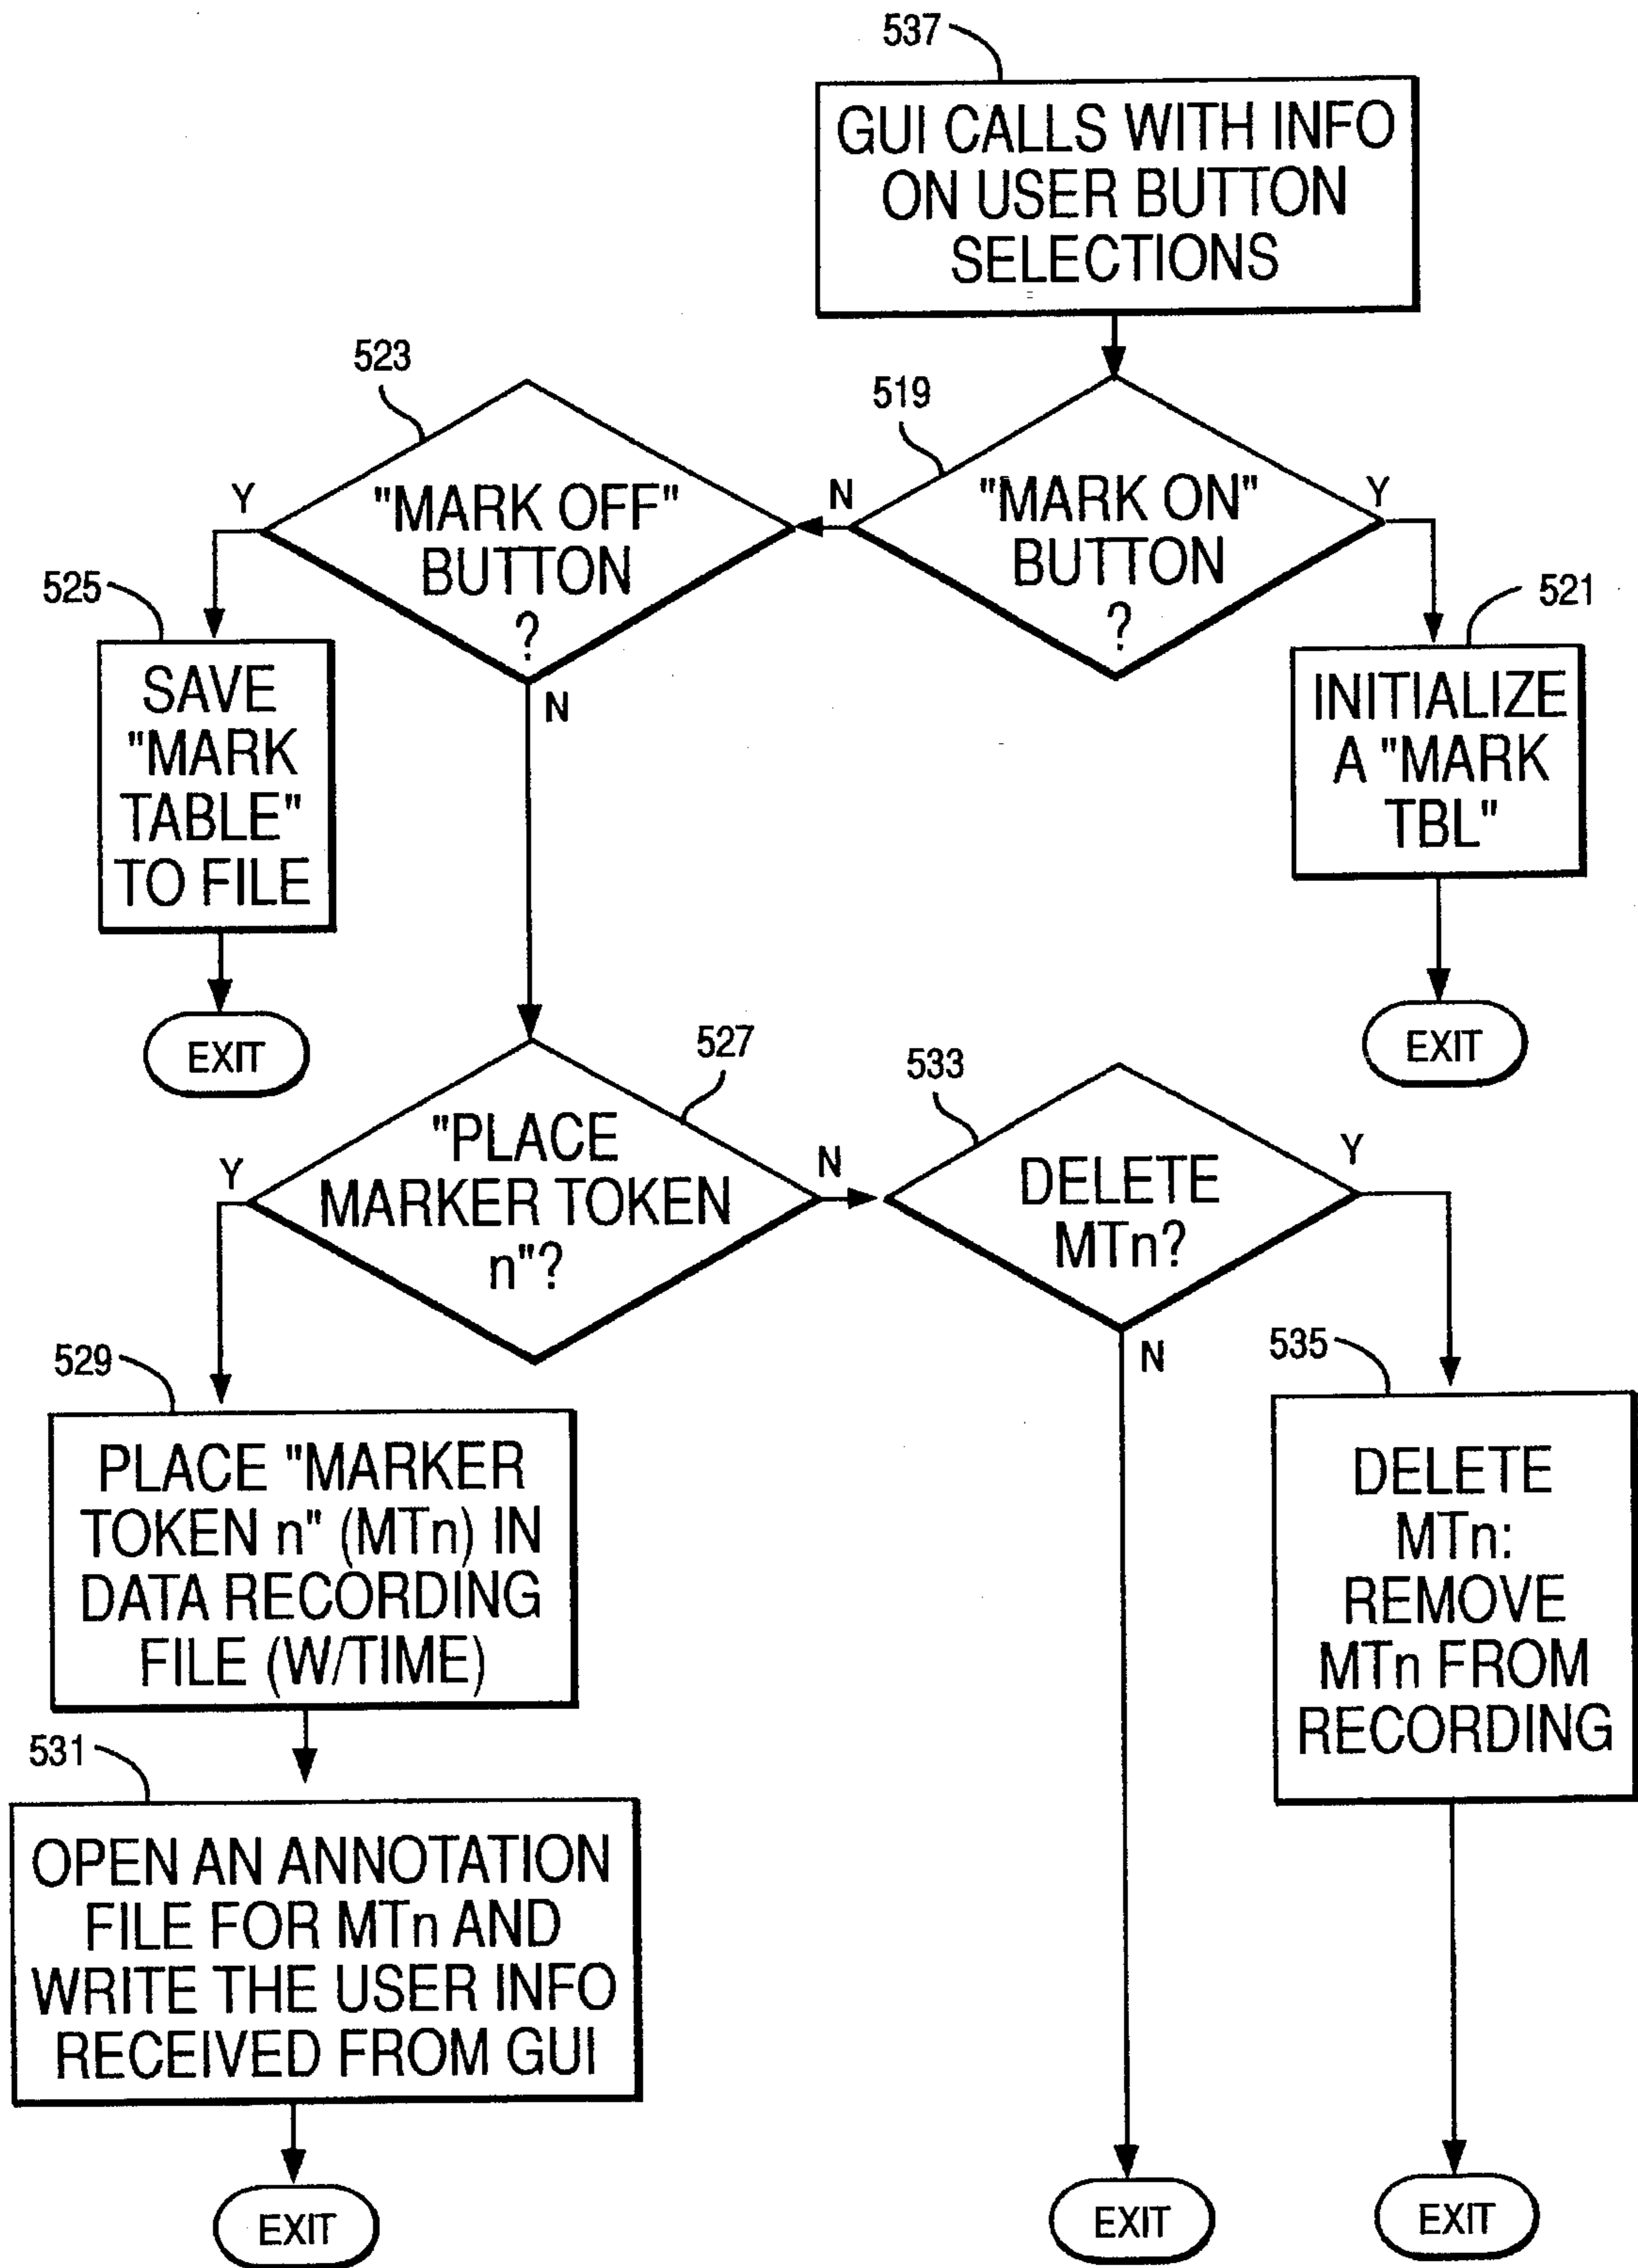 537
GUI CALLS WITH INFO
ON USER BUTTON
SELECTIONS
523
519
Y
"MARK OFF"
BUTTON
?
N
"MARK ON"
BUTTON
?
Y
525
SAVE
"MARK
TABLE"
TO FILE
N
521
INITIALIZE
A "MARK
TBL"
EXIT
EXIT
527
533
Y
"PLACE
MARKER TOKEN
n"?
N
DELETE
MTn?
Y
N
529
PLACE "MARKER
TOKEN n" (MTn) IN
DATA RECORDING
FILE (W/TIME)
535
DELETE
MTn:
REMOVE
MTn FROM
RECORDING
531
OPEN AN ANNOTATION
FILE FOR MTn AND
WRITE THE USER INFO
RECEIVED FROM GUI
EXIT
EXIT
EXIT